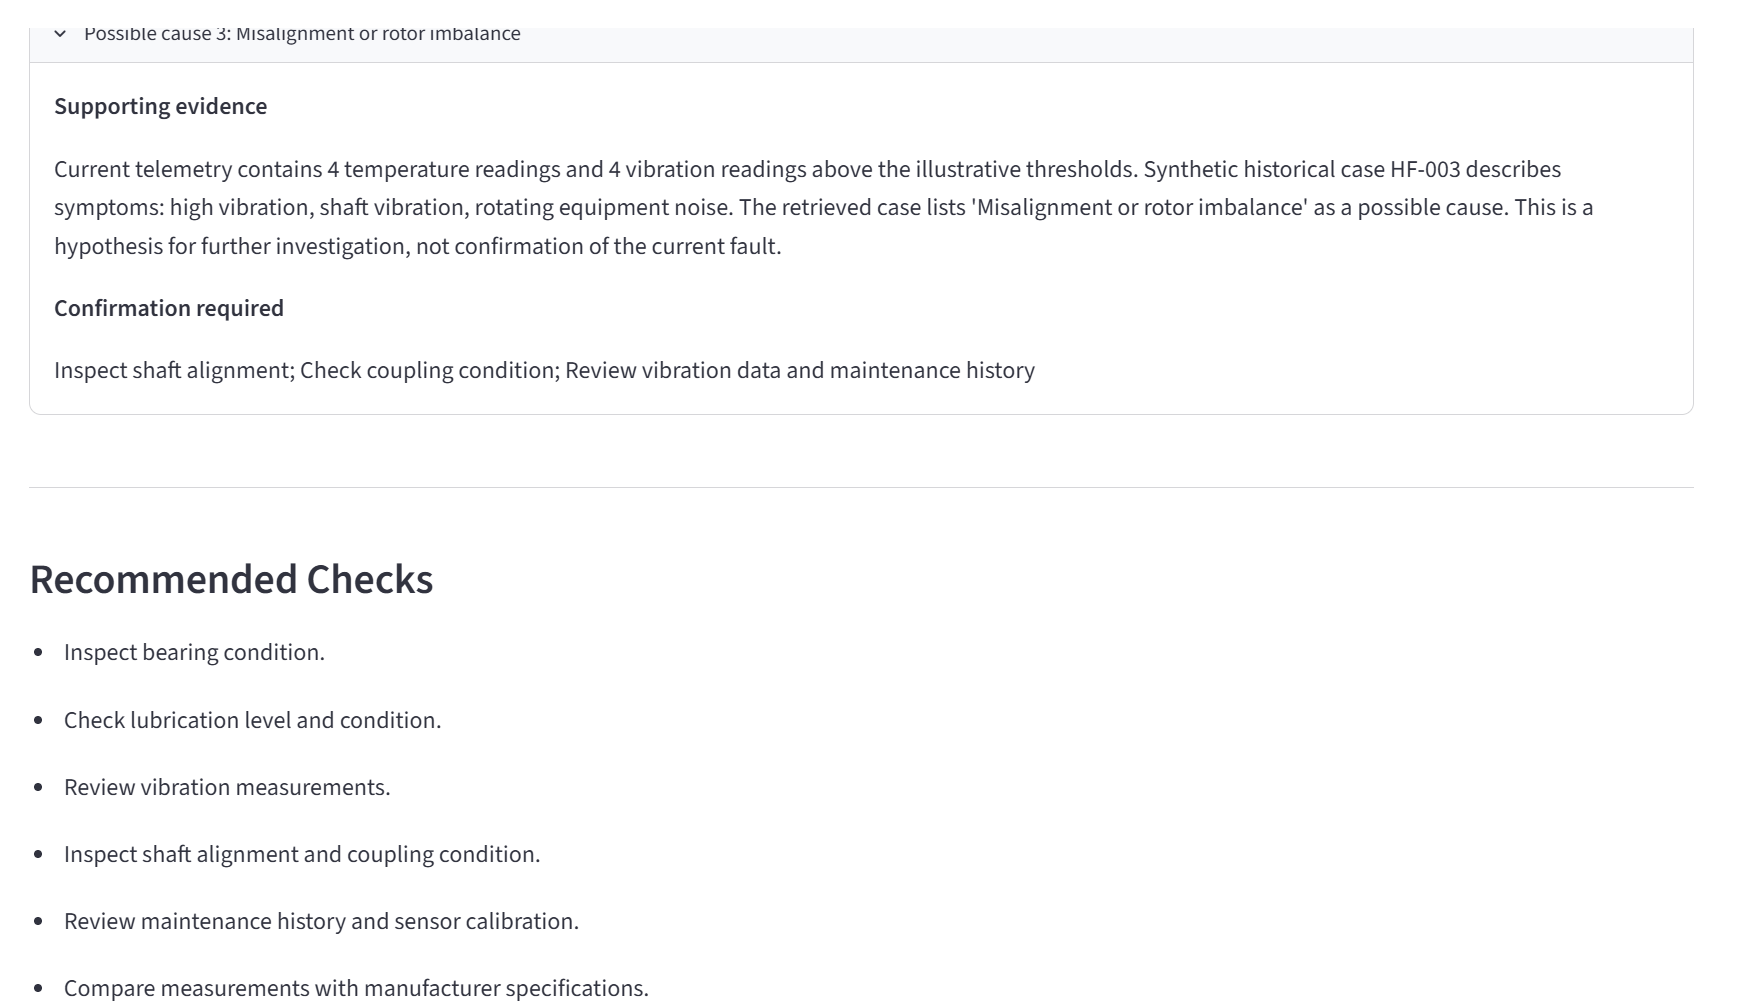 Possible cause 3: Misalignment or rotor imbalance
Supporting evidence
Current telemetry contains 4 temperature readings and 4 vibration readings above the illustrative thresholds. Synthetic historical case HF-003 describes
symptoms: high vibration, shaft vibration, rotating equipment noise. The retrieved case lists 'Misalignment or rotor imbalance' as a possible cause. This is a
hypothesis for further investigation, not confirmation of the current fault.
Confirmation required
Inspect shaft alignment; Check coupling condition; Review vibration data and maintenance history
Recommended Checks
• Inspect bearing condition.
• Check lubrication level and condition.
• Review vibration measurements.
• Inspect shaft alignment and coupling condition.
• Review maintenance history and sensor calibration.
• Compare measurements with manufacturer specifications.